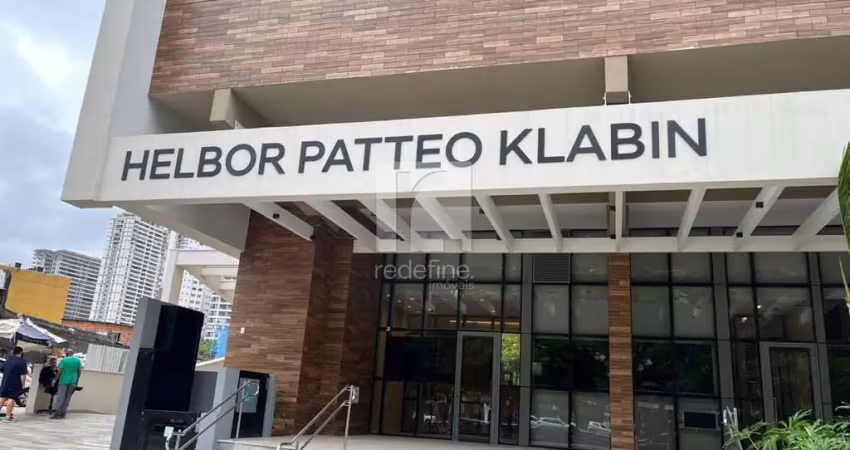 HELBOR PATTEO KLABIN
redefine.
imóveis